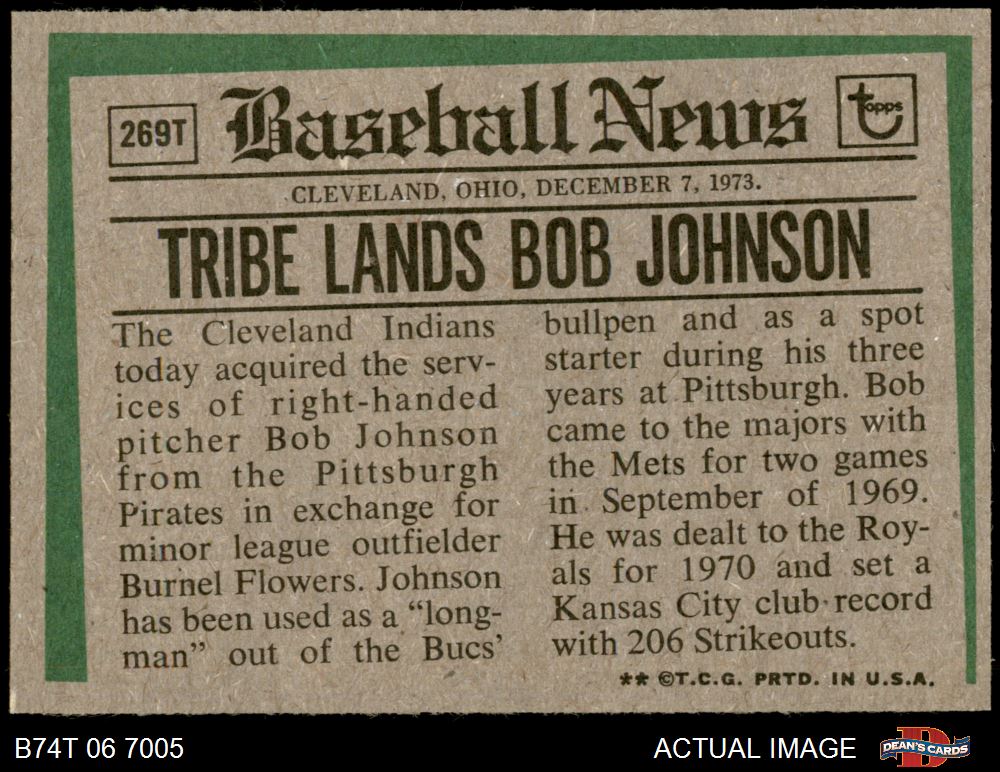 269T
Baseball News
topps
CLEVELAND, OHIO, DECEMBER 7, 1973.
TRIBE LANDS BOB JOHNSON
The Cleveland Indians
today acquired the serv-
ices of right-handed
pitcher Bob Johnson
from the Pittsburgh
Pirates in exchange for
minor league outfielder
Burnel Flowers. Johnson
has been used as a “long-
man” out of the Bucs’
bullpen and as a spot
starter during his three
years at Pittsburgh. Bob
came to the majors with
the Mets for two games
in September of 1969.
He was dealt to the Roy-
als for 1970 and set a
Kansas City club record
with 206 Strikeouts.
** ©T.C.G. PRTD. IN U.S.A.
B74T 06 7005
ACTUAL IMAGE
D
DEAN'S CARDS